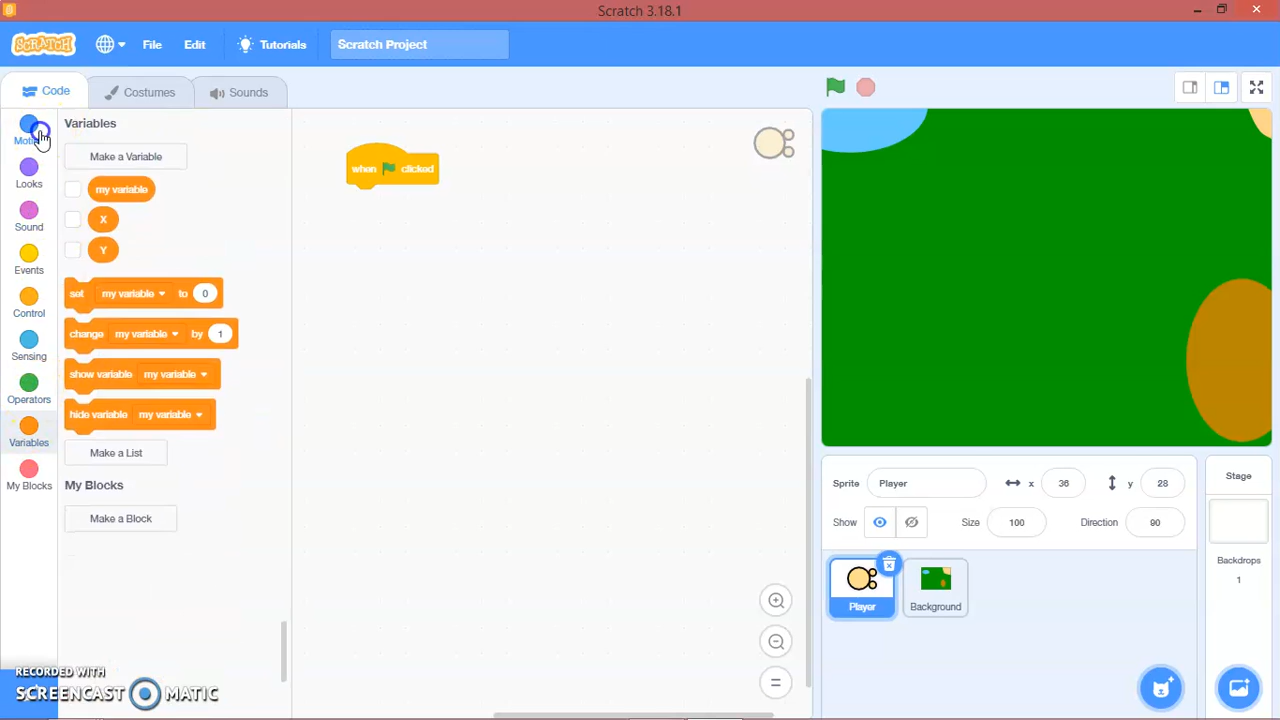 Scratch 3.18.1
SCRATCH File Edit Tutorials Scratch Project
Code Costumes Sounds
Motion
Looks
Sound
Events
Control
Sensing
Operators
Variables
My Blocks
Variables
Make a Variable
my variable
X
Y
set my variable to 0
change my variable by 1
show variable my variable
hide variable my variable
Make a List
My Blocks
Make a Block
when clicked
Sprite Player x 36 y 28
Show Size 100 Direction 90
Player
Background
Stage
Backdrops
1
RECORDED WITH
SCREENCAST MATIC